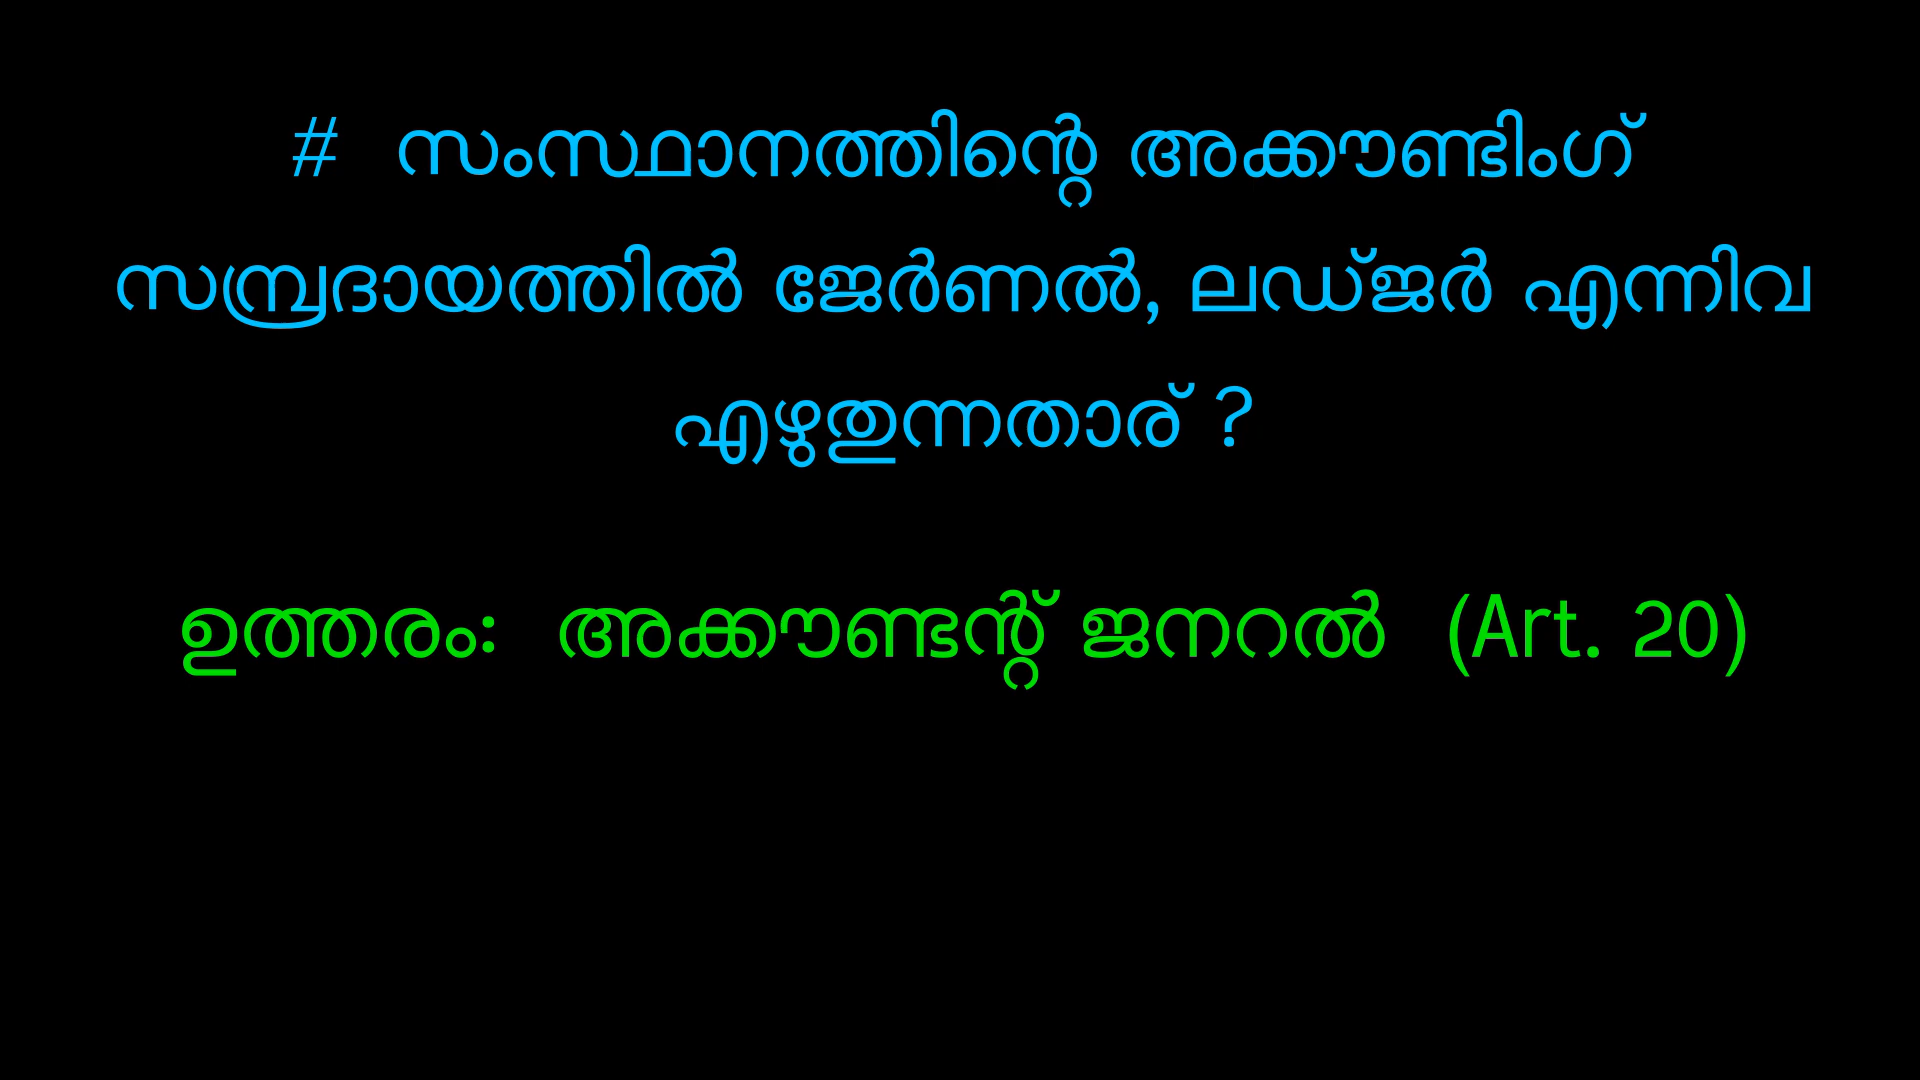 # സംസ്ഥാനത്തിന്റെ അക്കൗണ്ടിംഗ്
സമ്പ്രദായത്തിൽ ജേർണൽ, ലഡ്ജർ എന്നിവ
എഴുതുന്നതാര് ?
ഉത്തരം: അക്കൗണ്ടന്റ് ജനറൽ (Art. 20)